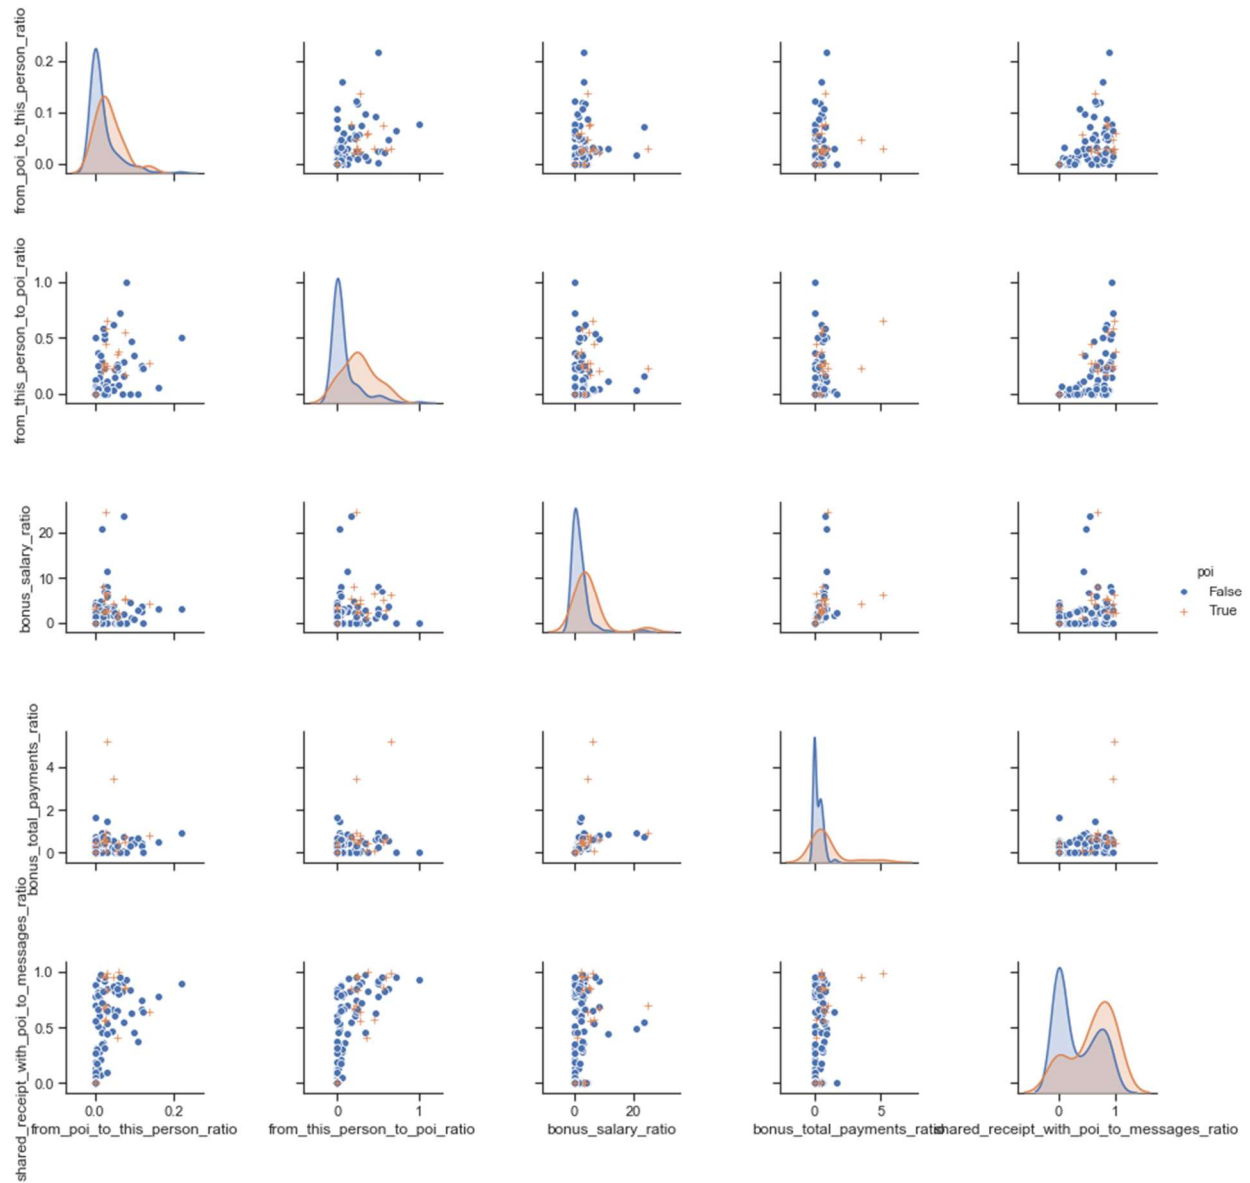 from_poi_to_this_person_ratio
0.2
0.1
0.0
from_this_person_to_poi_ratio
1.0
0.5
0.0
bonus_salary_ratio
20
10
0
poi
False
True
bonus_total_payments_ratio
4
2
0
shared_receipt_with_poi_to_messages_ratio
1.0
0.5
0.0
0.0 0.2
from_poi_to_this_person_ratio
0 1
from_this_person_to_poi_ratio
0 20
bonus_salary_ratio
0 5
bonus_total_payments_ratio
0 1
shared_receipt_with_poi_to_messages_ratio